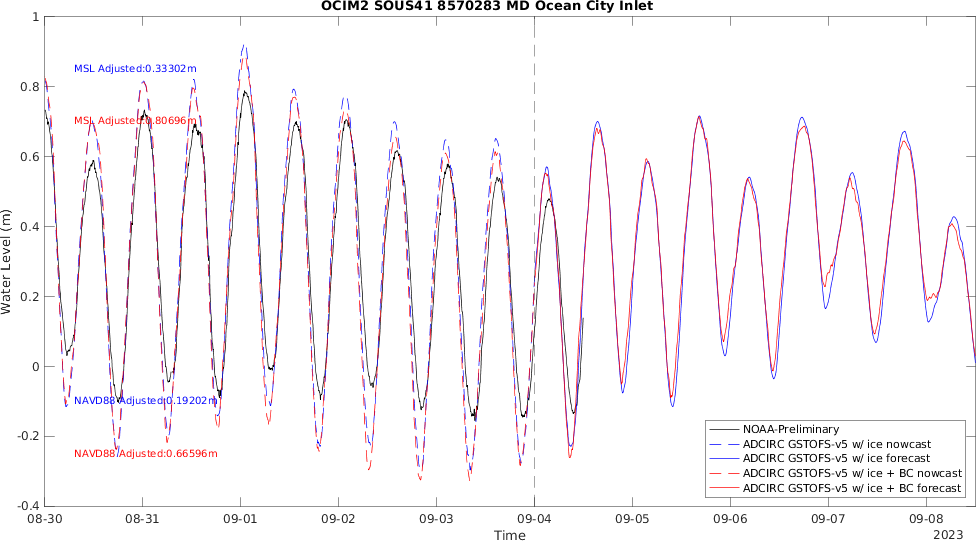 OCIM2 SOUS41 8570283 MD Ocean City Inlet
1
0.8
0.6
0.4
0.2
0
-0.2
-0.4
Water Level (m)
MSL Adjusted:0.33302m
MSL Adjusted:0.80696m
NAVD88 Adjusted:0.19202m
NAVD88 Adjusted:0.66596m
NOAA-Preliminary
ADCIRC GSTOFS-v5 w/ ice nowcast
ADCIRC GSTOFS-v5 w/ ice forecast
ADCIRC GSTOFS-v5 w/ ice + BC nowcast
ADCIRC GSTOFS-v5 w/ ice + BC forecast
08-30 08-31 09-01 09-02 09-03 09-04 09-05 09-06 09-07 09-08
Time
2023